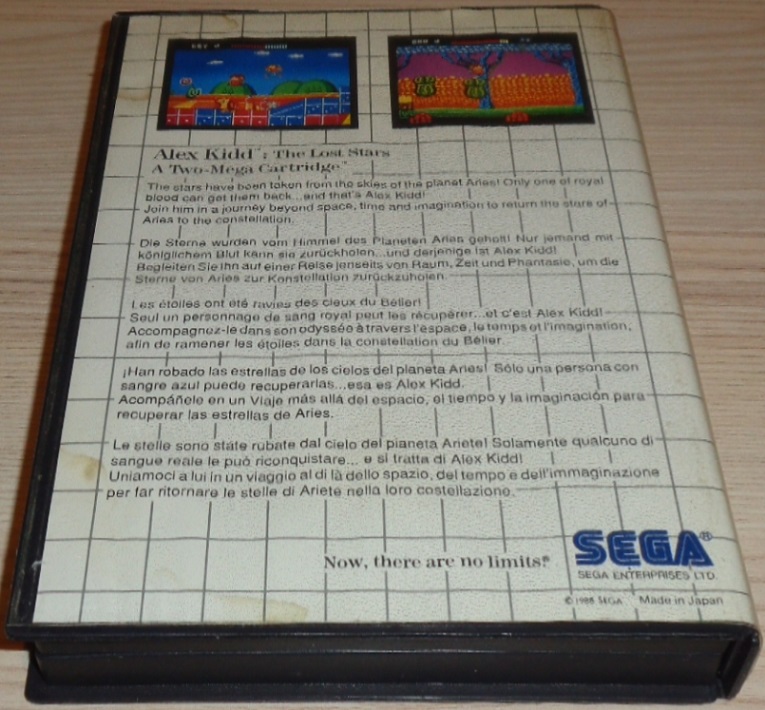 Alex Kidd™: The Lost Stars
A Two-Mega Cartridge™
The stars have been taken from the skies of the planet Aries! Only one of royal
blood can get them back...and that's Alex Kidd!
Join him in a journey beyond space, time and imagination to return the stars of
Aries to the constellation.
Die Sterne wurden vom Himmel des Planeten Aries geholt! Nur jemand mit
königlichem Blut kann sie zurückholen...und derjenige ist Alex Kidd!
Begleiten Sie ihn auf einer Reise jenseits von Raum, Zeit und Phantasie, um die
Sterne von Aries zur Konstellation zurückzuholen.
Les étoiles ont été ravies des cieux du Bélier!
Seul un personnage de sang royal peut les récupérer...et c'est Alex Kidd!
Accompagnez-le dans son odyssée à travers l'espace, le temps et l'imagination,
afin de ramener les étoiles dans la constellation du Bélier.
¡Han robado las estrellas de los cielos del planeta Aries! Sólo una persona con
sangre azul puede recuperarlas...esa es Alex Kidd.
Acompáñele en un Viaje más allá del espacio, el tiempo y la imaginación para
recuperar las estrellas de Aries.
Le stelle sono state rubate dal cielo del pianeta Ariete! Solamente qualcuno di
sangue reale le può riconquistare... e si tratta di Alex Kidd!
Uniamoci a lui in un viaggio al di là dello spazio, del tempo e dell'immaginazione
per far ritornare le stelle di Ariete nella loro costellazione.
Now, there are no limits!®
SEGA®
SEGA ENTERPRISES LTD.
© 1988 SEGA Made in Japan